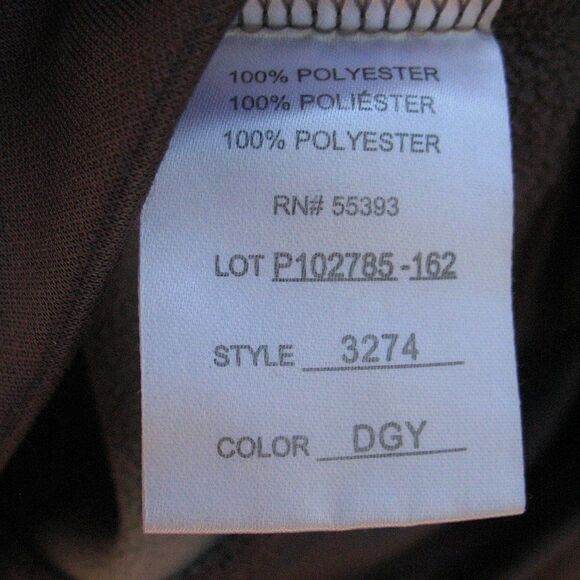 100% POLYESTER
100% POLIÉSTER
100% POLYESTER
RN# 55393
LOT P102785-162
STYLE 3274
COLOR DGY